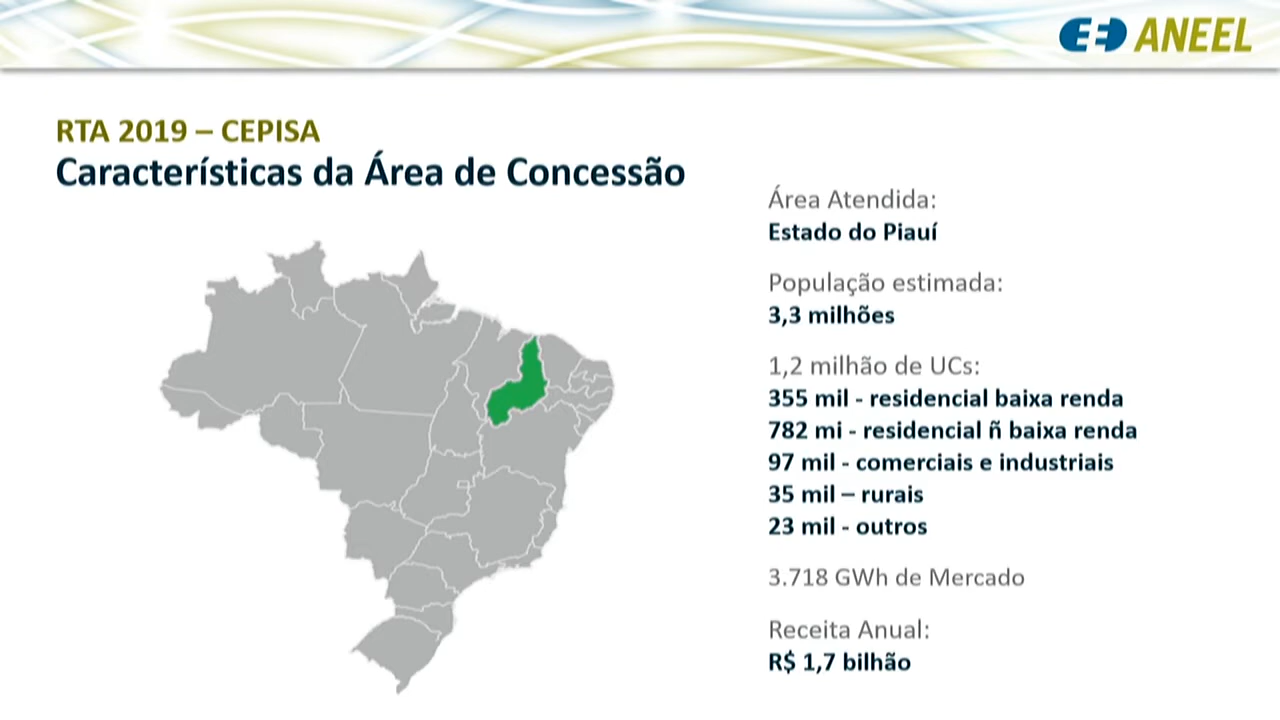 ANEEL
RTA 2019 – CEPISA
Características da Área de Concessão
Área Atendida:
Estado do Piauí
População estimada:
3,3 milhões
1,2 milhão de UCs:
355 mil - residencial baixa renda
782 mi - residencial ñ baixa renda
97 mil - comerciais e industriais
35 mil – rurais
23 mil - outros
3.718 GWh de Mercado
Receita Anual:
R$ 1,7 bilhão